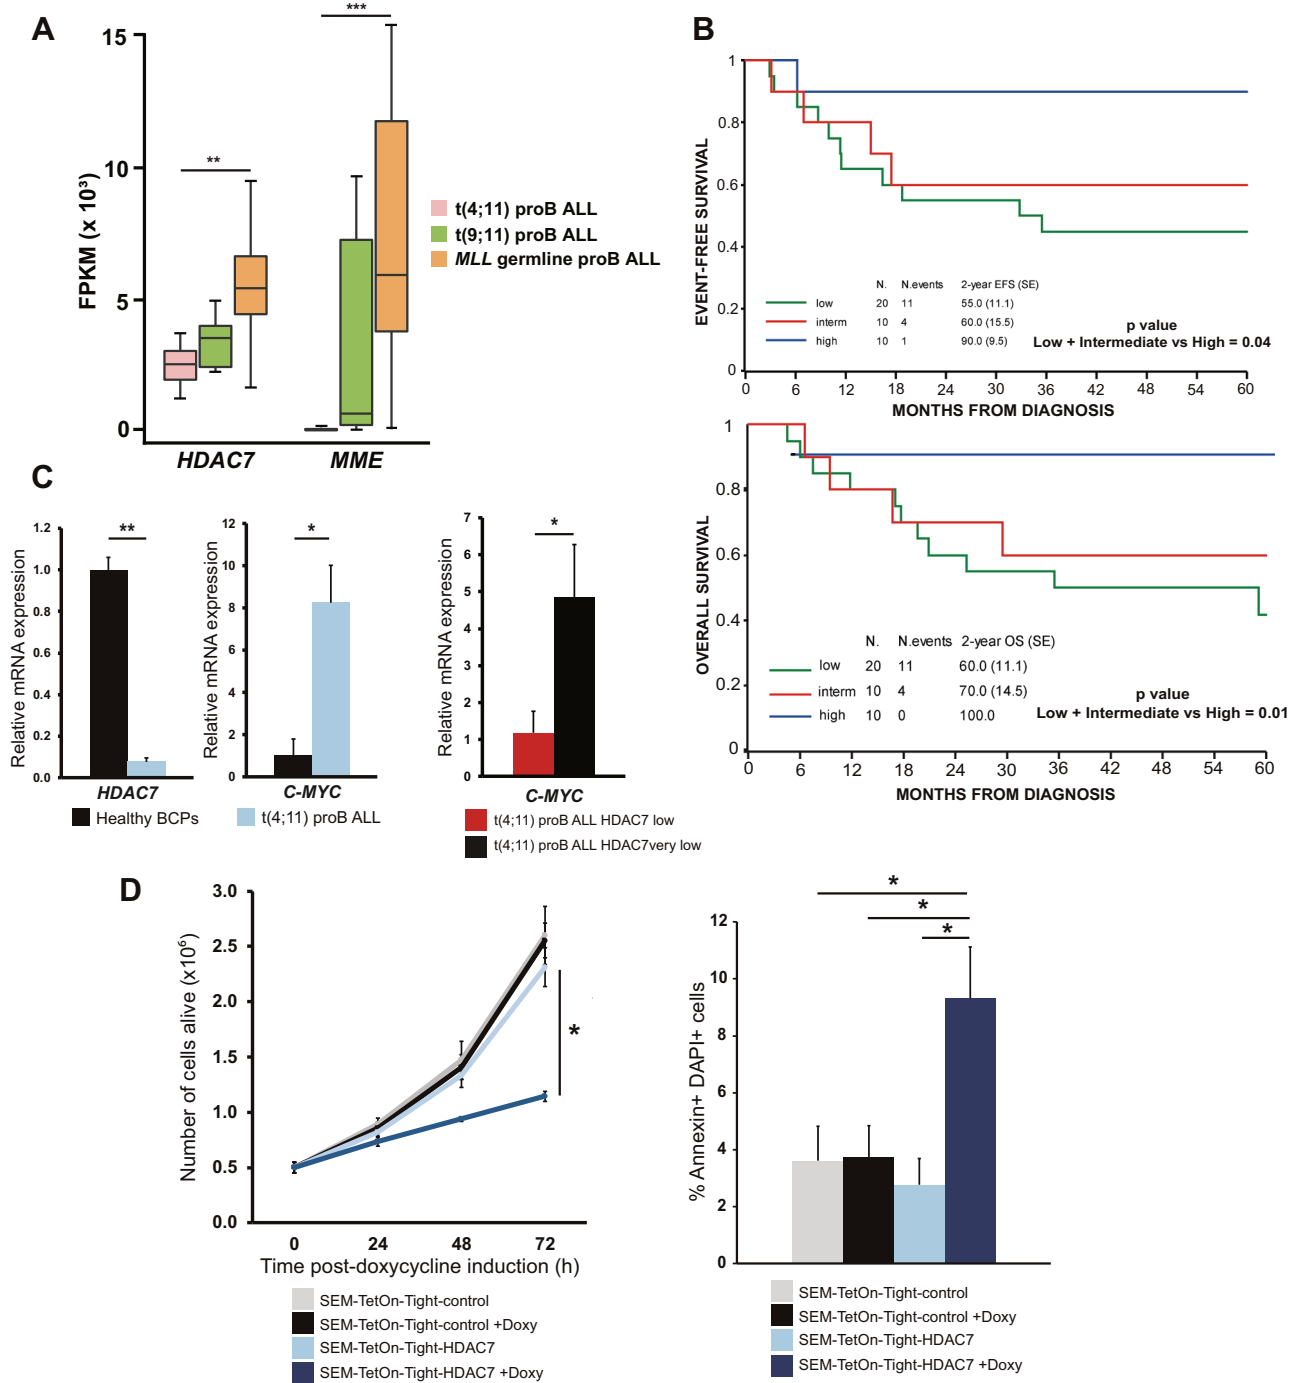 A
15
10
5
0
FPKM (x 10³)
***
**
HDAC7
MME
t(4;11) proB ALL
t(9;11) proB ALL
MLL germline proB ALL
B
1
0.8
0.6
0.4
0.2
0
EVENT-FREE SURVIVAL
N. N.events 2-year EFS (SE)
low 20 11 55.0 (11.1)
interm 10 4 60.0 (15.5)
high 10 1 90.0 (9.5)
p value
Low + Intermediate vs High = 0.04
0 6 12 18 24 30 36 42 48 54 60
MONTHS FROM DIAGNOSIS
1
0.8
0.6
0.4
0.2
0
OVERALL SURVIVAL
N. N.events 2-year OS (SE)
low 20 11 60.0 (11.1)
interm 10 4 70.0 (14.5)
high 10 0 100.0
p value
Low + Intermediate vs High = 0.01
0 6 12 18 24 30 36 42 48 54 60
MONTHS FROM DIAGNOSIS
C
Relative mRNA expression
1.2
1.0
0.8
0.6
0.4
0.2
0.0
**
HDAC7
Relative mRNA expression
12
10
8
6
4
2
0
*
C-MYC
Healthy BCPs
t(4;11) proB ALL
Relative mRNA expression
7
6
5
4
3
2
1
0
*
C-MYC
t(4;11) proB ALL HDAC7 low
t(4;11) proB ALL HDAC7very low
D
Number of cells alive (x10⁶)
3.0
2.5
2.0
1.5
1.0
0.5
0.0
*
0 24 48 72
Time post-doxycycline induction (h)
SEM-TetOn-Tight-control
SEM-TetOn-Tight-control +Doxy
SEM-TetOn-Tight-HDAC7
SEM-TetOn-Tight-HDAC7 +Doxy
% Annexin+ DAPI+ cells
12
10
8
6
4
2
0
*
*
*
SEM-TetOn-Tight-control
SEM-TetOn-Tight-control +Doxy
SEM-TetOn-Tight-HDAC7
SEM-TetOn-Tight-HDAC7 +Doxy